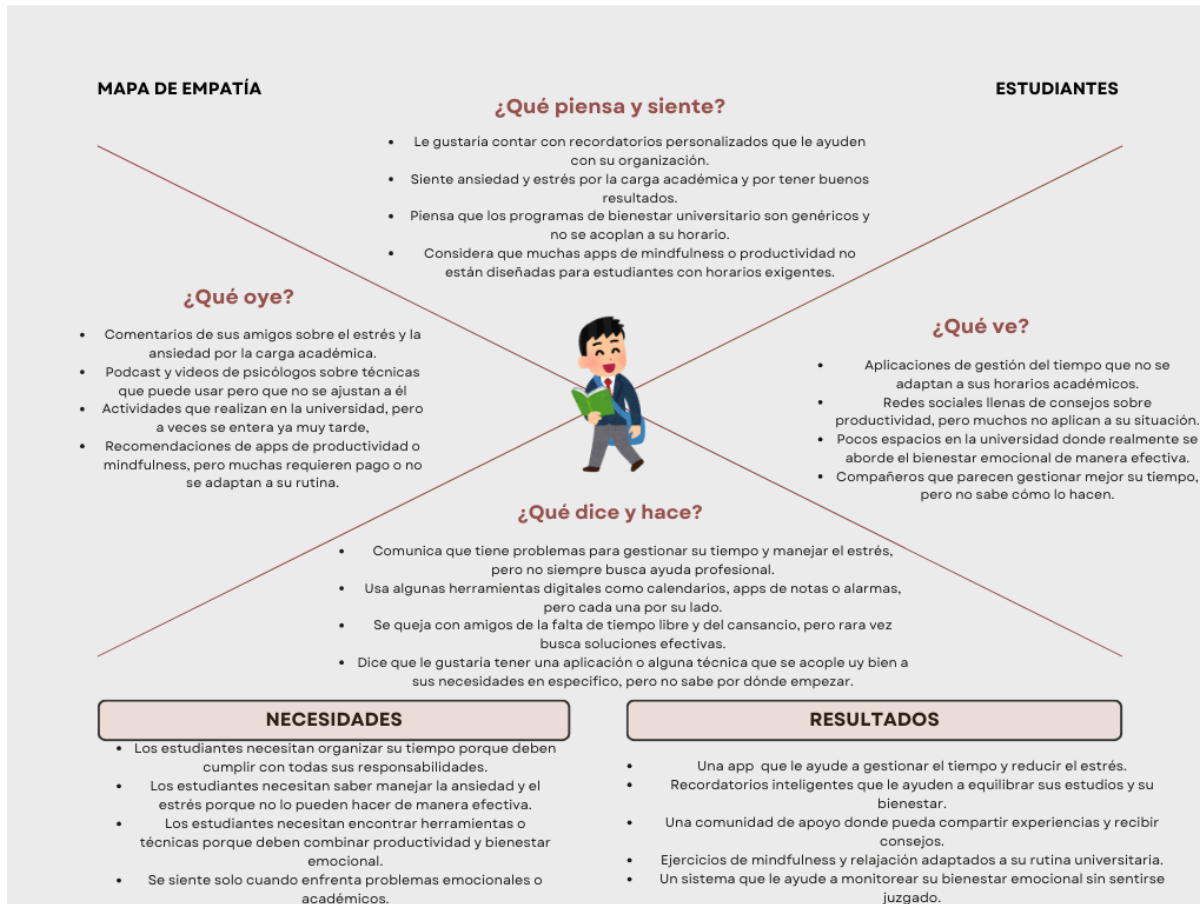 MAPA DE EMPATÍA
ESTUDIANTES
¿Qué piensa y siente?
• Le gustaría contar con recordatorios personalizados que le ayuden
con su organización.
• Siente ansiedad y estrés por la carga académica y por tener buenos
resultados.
• Piensa que los programas de bienestar universitario son genéricos y
no se acoplan a su horario.
• Considera que muchas apps de mindfulness o productividad no
están diseñadas para estudiantes con horarios exigentes.
¿Qué oye?
• Comentarios de sus amigos sobre el estrés y la
ansiedad por la carga académica.
• Podcast y videos de psicólogos sobre técnicas
que puede usar pero que no se ajustan a él
• Actividades que realizan en la universidad, pero
a veces se entera ya muy tarde,
• Recomendaciones de apps de productividad o
mindfulness, pero muchas requieren pago o no
se adaptan a su rutina.
¿Qué ve?
• Aplicaciones de gestión del tiempo que no se
adaptan a sus horarios académicos.
• Redes sociales llenas de consejos sobre
productividad, pero muchos no aplican a su situación.
• Pocos espacios en la universidad donde realmente se
aborde el bienestar emocional de manera efectiva.
• Compañeros que parecen gestionar mejor su tiempo,
pero no sabe cómo lo hacen.
¿Qué dice y hace?
• Comunica que tiene problemas para gestionar su tiempo y manejar el estrés,
pero no siempre busca ayuda profesional.
• Usa algunas herramientas digitales como calendarios, apps de notas o alarmas,
pero cada una por su lado.
• Se queja con amigos de la falta de tiempo libre y del cansancio, pero rara vez
busca soluciones efectivas.
• Dice que le gustaría tener una aplicación o alguna técnica que se acople uy bien a
sus necesidades en especifico, pero no sabe por dónde empezar.
NECESIDADES
• Los estudiantes necesitan organizar su tiempo porque deben
cumplir con todas sus responsabilidades.
• Los estudiantes necesitan saber manejar la ansiedad y el
estrés porque no lo pueden hacer de manera efectiva.
• Los estudiantes necesitan encontrar herramientas o
técnicas porque deben combinar productividad y bienestar
emocional.
• Se siente solo cuando enfrenta problemas emocionales o
académicos.
RESULTADOS
• Una app que le ayude a gestionar el tiempo y reducir el estrés.
• Recordatorios inteligentes que le ayuden a equilibrar sus estudios y su
bienestar.
• Una comunidad de apoyo donde pueda compartir experiencias y recibir
consejos.
• Ejercicios de mindfulness y relajación adaptados a su rutina universitaria.
• Un sistema que le ayude a monitorear su bienestar emocional sin sentirse
juzgado.